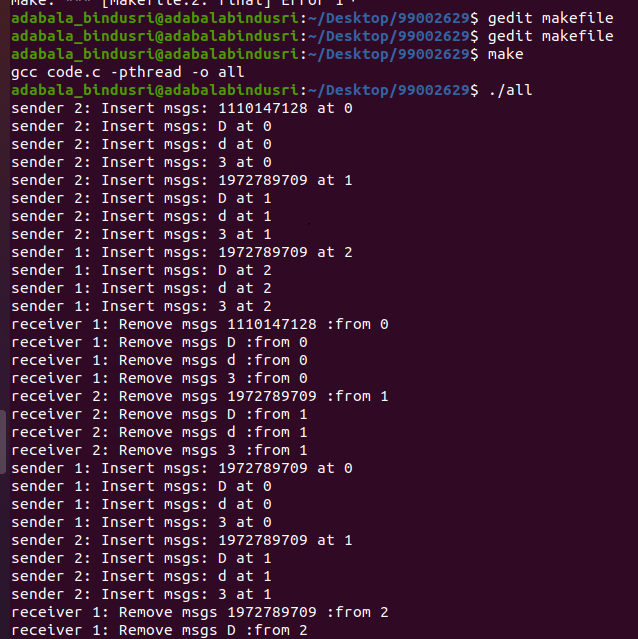 make: *** [makefile:2: final] Error 1
adabala_bindusri@adabalabindusri:~/Desktop/99002629$ gedit makefile
adabala_bindusri@adabalabindusri:~/Desktop/99002629$ gedit makefile
adabala_bindusri@adabalabindusri:~/Desktop/99002629$ make
gcc code.c -pthread -o all
adabala_bindusri@adabalabindusri:~/Desktop/99002629$ ./all
sender 2: Insert msgs: 1110147128 at 0
sender 2: Insert msgs: D at 0
sender 2: Insert msgs: d at 0
sender 2: Insert msgs: 3 at 0
sender 2: Insert msgs: 1972789709 at 1
sender 2: Insert msgs: D at 1
sender 2: Insert msgs: d at 1
sender 2: Insert msgs: 3 at 1
sender 1: Insert msgs: 1972789709 at 2
sender 1: Insert msgs: D at 2
sender 1: Insert msgs: d at 2
sender 1: Insert msgs: 3 at 2
receiver 1: Remove msgs 1110147128 :from 0
receiver 1: Remove msgs D :from 0
receiver 1: Remove msgs d :from 0
receiver 1: Remove msgs 3 :from 0
receiver 2: Remove msgs 1972789709 :from 1
receiver 2: Remove msgs D :from 1
receiver 2: Remove msgs d :from 1
receiver 2: Remove msgs 3 :from 1
sender 1: Insert msgs: 1972789709 at 0
sender 1: Insert msgs: D at 0
sender 1: Insert msgs: d at 0
sender 1: Insert msgs: 3 at 0
sender 2: Insert msgs: 1972789709 at 1
sender 2: Insert msgs: D at 1
sender 2: Insert msgs: d at 1
sender 2: Insert msgs: 3 at 1
receiver 1: Remove msgs 1972789709 :from 2
receiver 1: Remove msgs D :from 2